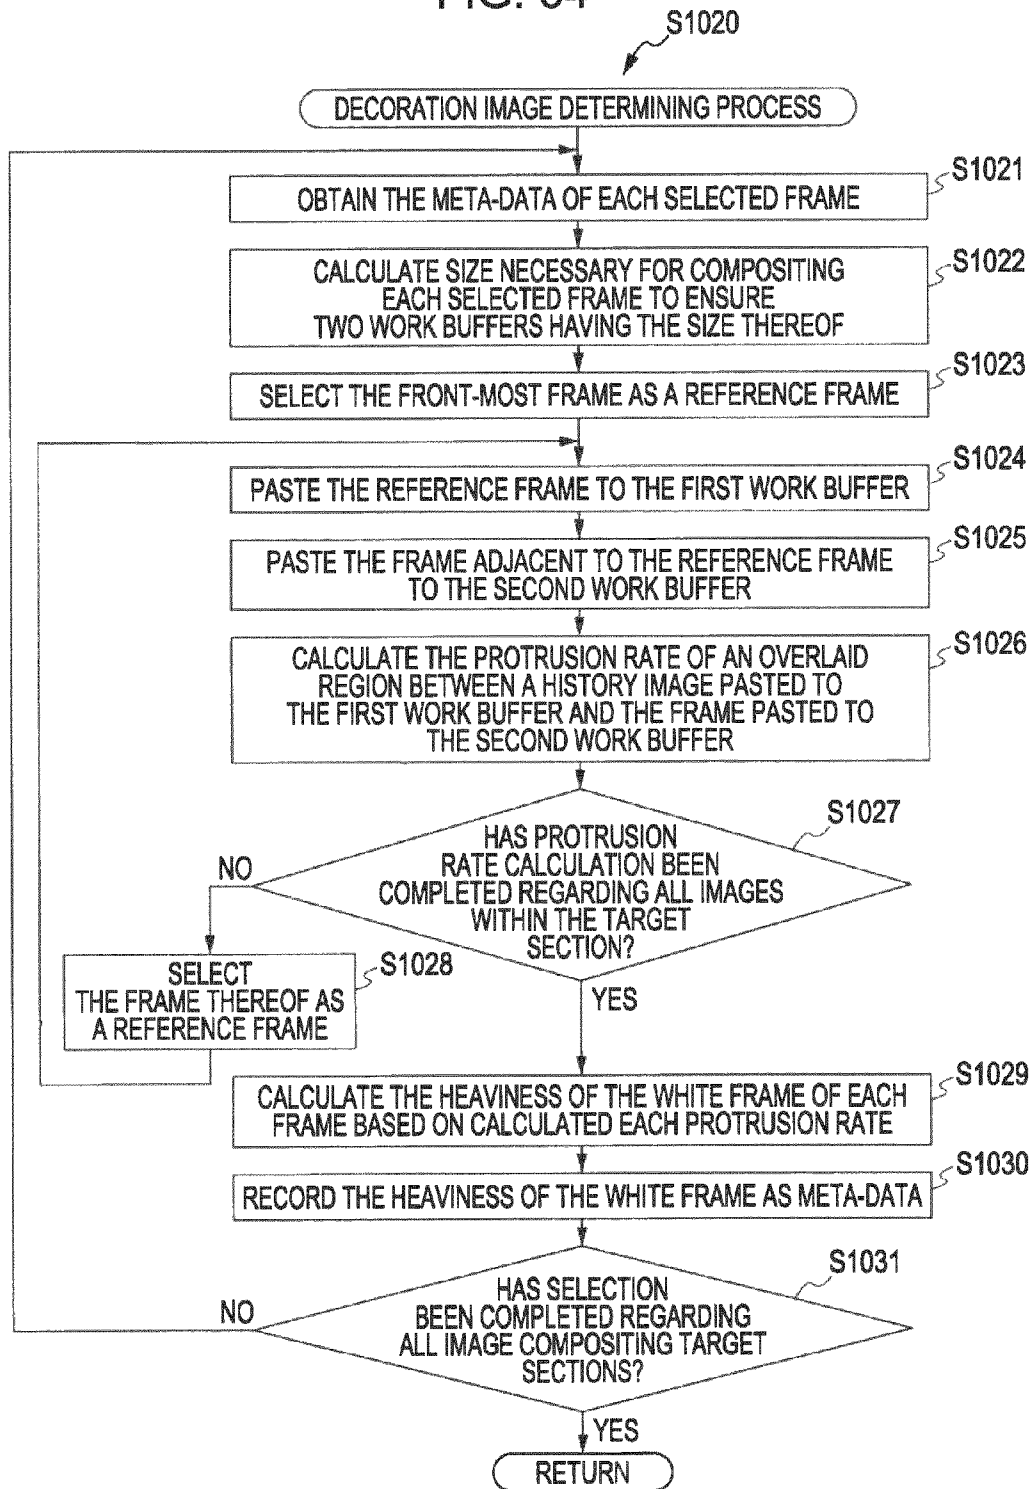 S1020
DECORATION IMAGE DETERMINING PROCESS
S1021
OBTAIN THE META-DATA OF EACH SELECTED FRAME
S1022
CALCULATE SIZE NECESSARY FOR COMPOSITING
EACH SELECTED FRAME TO ENSURE
TWO WORK BUFFERS HAVING THE SIZE THEREOF
S1023
SELECT THE FRONT-MOST FRAME AS A REFERENCE FRAME
S1024
PASTE THE REFERENCE FRAME TO THE FIRST WORK BUFFER
S1025
PASTE THE FRAME ADJACENT TO THE REFERENCE FRAME
TO THE SECOND WORK BUFFER
S1026
CALCULATE THE PROTRUSION RATE OF AN OVERLAID
REGION BETWEEN A HISTORY IMAGE PASTED TO
THE FIRST WORK BUFFER AND THE FRAME PASTED TO
THE SECOND WORK BUFFER
S1027
HAS PROTRUSION
RATE CALCULATION BEEN
COMPLETED REGARDING ALL IMAGES
WITHIN THE TARGET
SECTION?
NO
S1028
SELECT
THE FRAME THEREOF AS
A REFERENCE FRAME
YES
S1029
CALCULATE THE HEAVINESS OF THE WHITE FRAME OF EACH
FRAME BASED ON CALCULATED EACH PROTRUSION RATE
S1030
RECORD THE HEAVINESS OF THE WHITE FRAME AS META-DATA
S1031
HAS SELECTION
BEEN COMPLETED REGARDING
ALL IMAGE COMPOSITING TARGET
SECTIONS?
NO
YES
RETURN